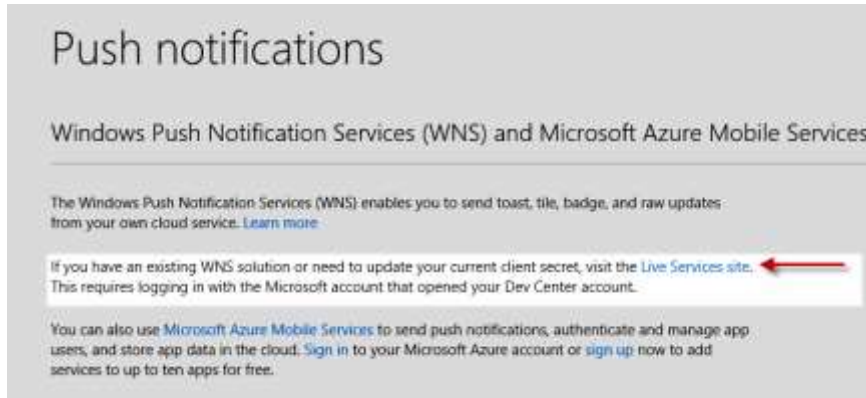 Push notifications
Windows Push Notification Services (WNS) and Microsoft Azure Mobile Services
The Windows Push Notification Services (WNS) enables you to send toast, tile, badge, and raw updates
from your own cloud service. Learn more
If you have an existing WNS solution or need to update your current client secret, visit the Live Services site.
This requires logging in with the Microsoft account that opened your Dev Center account.
You can also use Microsoft Azure Mobile Services to send push notifications, authenticate and manage app
users, and store app data in the cloud. Sign in to your Microsoft Azure account or sign up now to add
services to up to ten apps for free.